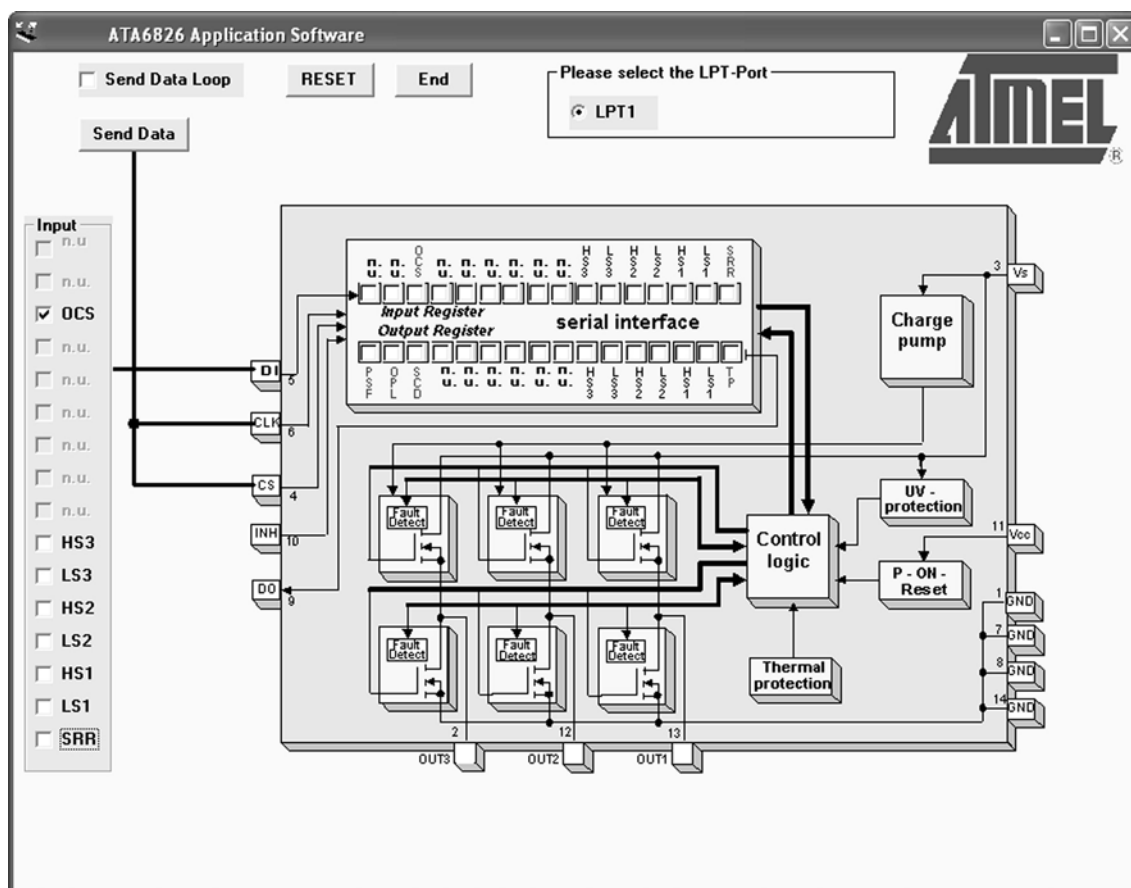 ATA6826 Application Software
Send Data Loop
RESET
End
Please select the LPT-Port
LPT1
ATMEL
®
Send Data
Input
n.u
n.u.
OCS
n.u.
n.u.
n.u.
n.u.
n.u.
n.u.
HS3
LS3
HS2
LS2
HS1
LS1
SRR
n.u. n.u. OCS n.u. n.u. n.u. n.u. n.u. n.u. HS3 LS3 HS2 LS2 HS1 LS1 SRR
Input Register
Output Register
serial interface
PSF OPL SCD n.u. n.u. n.u. n.u. n.u. n.u. HS3 LS3 HS2 LS2 HS1 LS1 TP
DI
5
CLK
6
CS
4
INH
10
DO
9
3
Vs
Charge
pump
UV -
protection
11
Vcc
P - ON -
Reset
Control
logic
Thermal
protection
1
GND
7
GND
8
GND
14
GND
Fault
Detect
Fault
Detect
Fault
Detect
Fault
Detect
Fault
Detect
Fault
Detect
2
12
13
OUT3
OUT2
OUT1